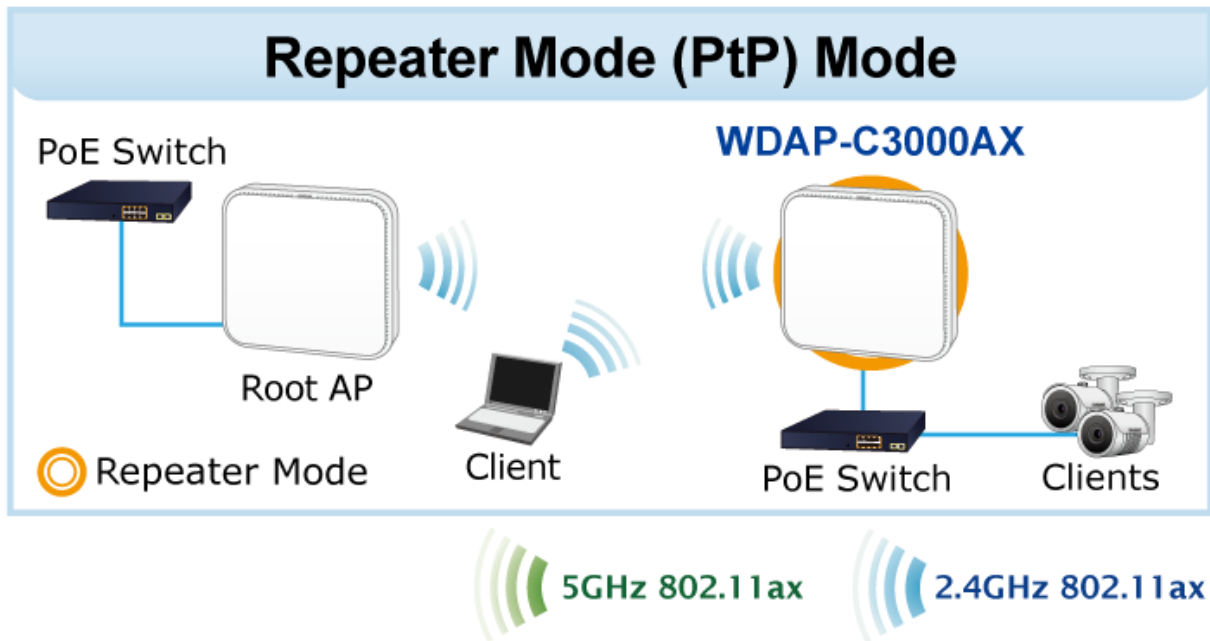 Repeater Mode (PtP) Mode
PoE Switch
WDAP-C3000AX
Root AP
Client
Repeater Mode
PoE Switch
Clients
5GHz 802.11ax
2.4GHz 802.11ax